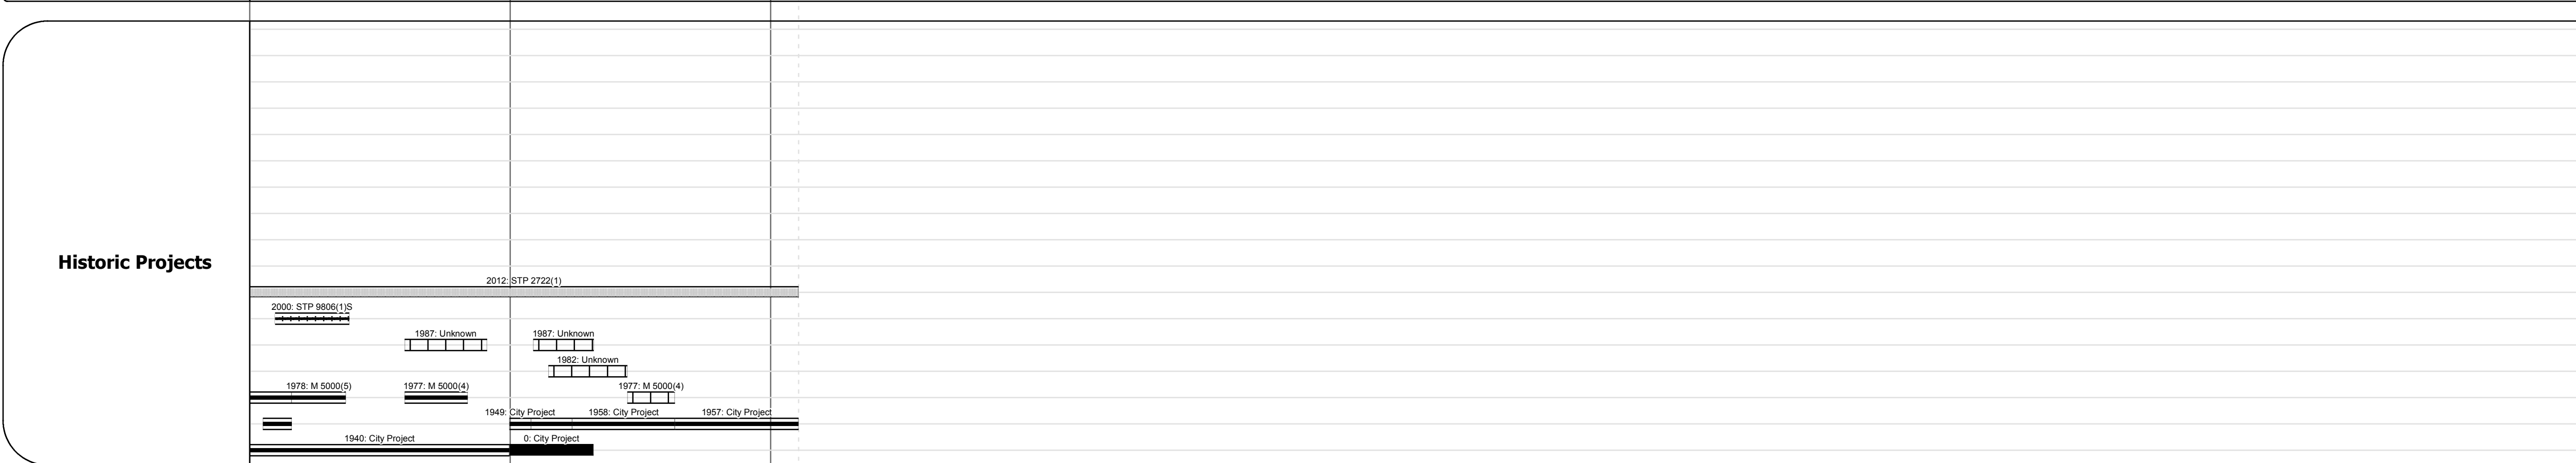 2012: STP 2722(1)
Historic Projects
2000: STP 9806(1)S
1987: Unknown
1987: Unknown
1982: Unknown
1978: M 5000(5)
1977: M 5000(4)
1977: M 5000(4)
1949: City Project
1958: City Project
1957: City Project
1940: City Project
0: City Project